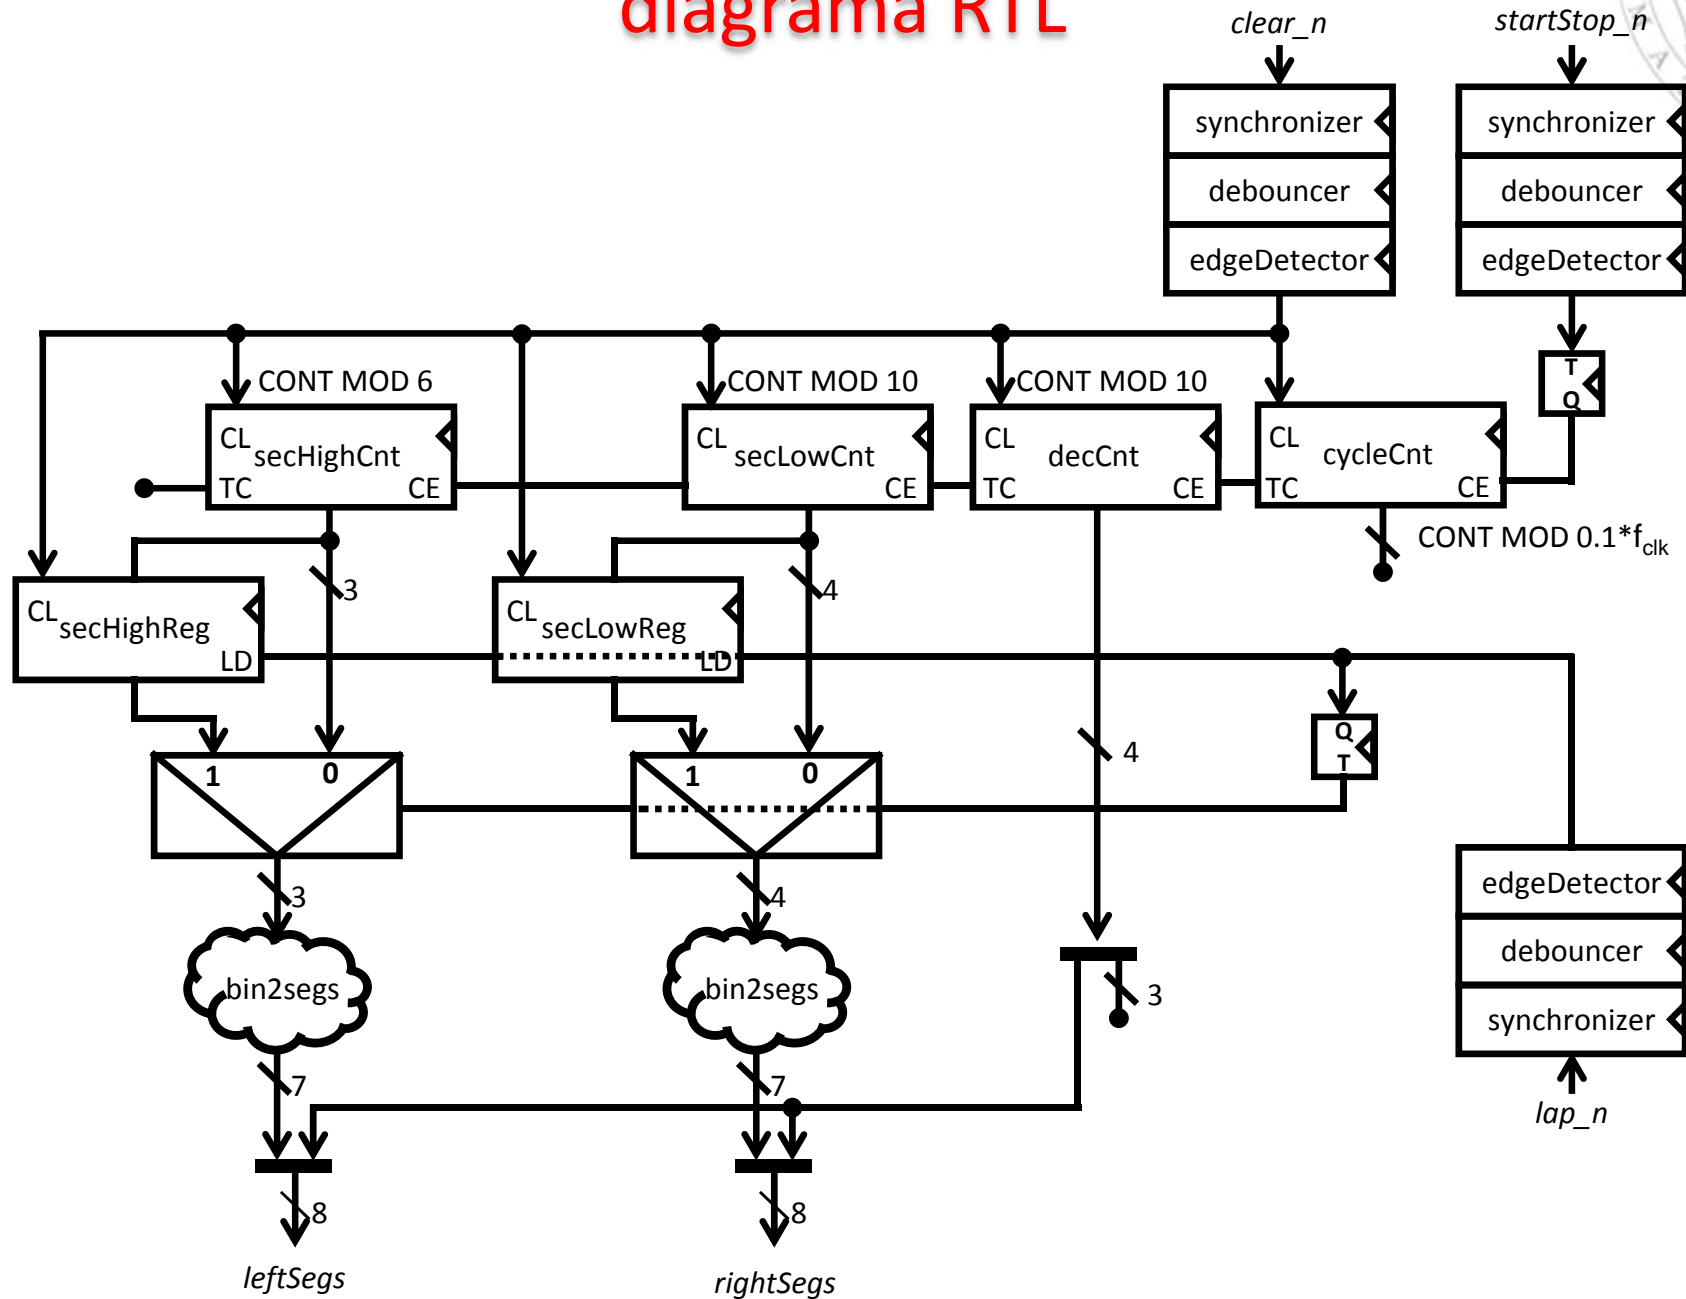 diagrama RTL
clear_n
startStop_n
synchronizer
synchronizer
debouncer
debouncer
edgeDetector
edgeDetector
T
Q
CONT MOD 6
CONT MOD 10
CONT MOD 10
CL
secHighCnt
TC
CE
CL
secLowCnt
CE
CL
decCnt
TC
CE
CL
cycleCnt
TC
CE
CONT MOD 0.1*fclk
3
4
CL
secHighReg
LD
CL
secLowReg
LD
Q
T
1
0
1
0
4
3
4
edgeDetector
debouncer
synchronizer
lap_n
bin2segs
bin2segs
3
7
7
8
8
leftSegs
rightSegs